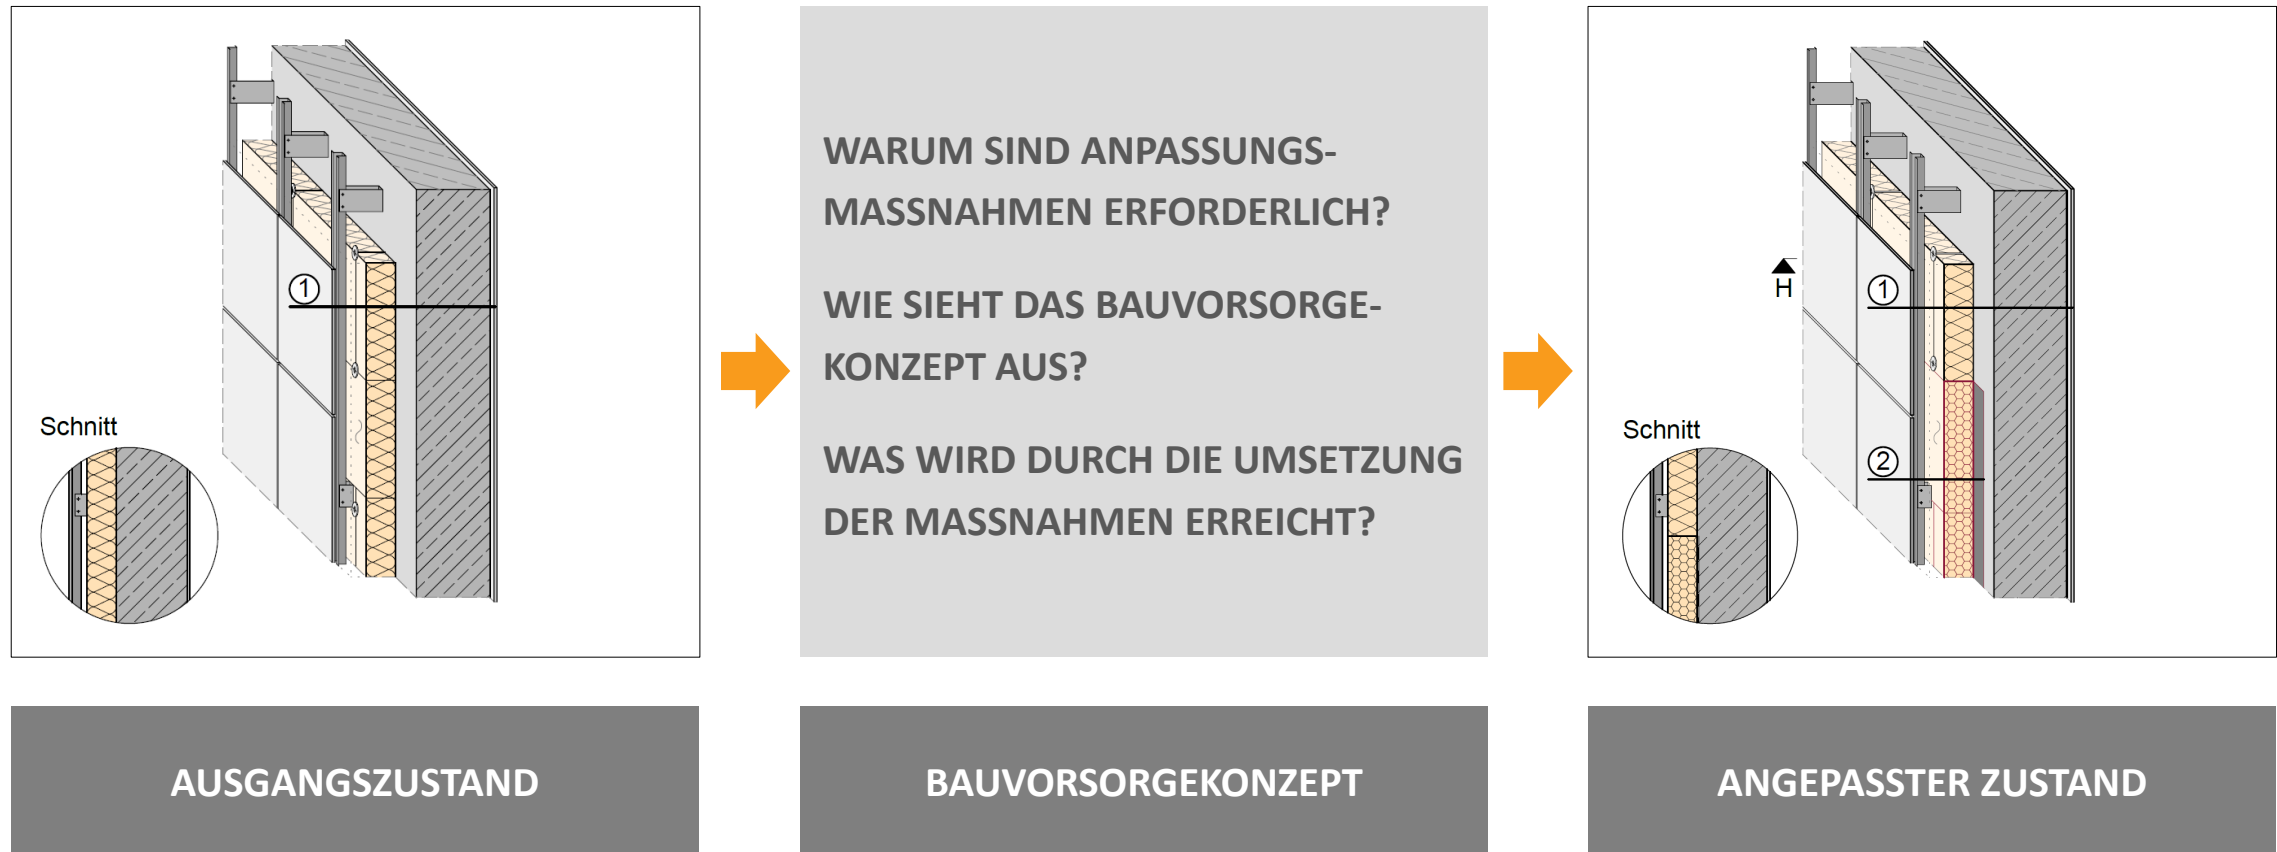 1
Schnitt
WARUM SIND ANPASSUNGS-
MASSNAHMEN ERFORDERLICH?
WIE SIEHT DAS BAUVORSORGE-
KONZEPT AUS?
WAS WIRD DURCH DIE UMSETZUNG
DER MASSNAHMEN ERREICHT?
H
1
2
Schnitt
AUSGANGSZUSTAND
BAUVORSORGEKONZEPT
ANGEPASSTER ZUSTAND